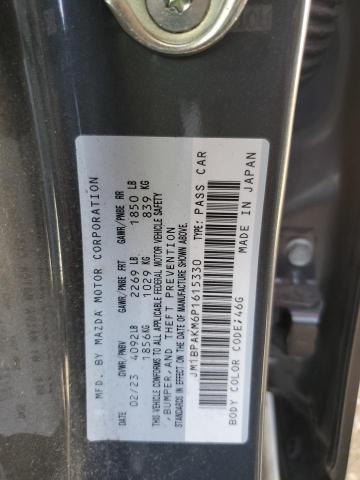 MFD. BY MAZDA MOTOR CORPORATION
DATE GVWR/PNBV GAWR/PNBE FRT GAWR/PNBE RR
02/23 4092LB 2269 LB 1850 LB
1856KG 1029 KG 839 KG
THIS VEHICLE CONFORMS TO ALL APPLICABLE FEDERAL MOTOR VEHICLE SAFETY
,BUMPER,AND THEFT PREVENTION
STANDARDS IN EFFECT ON THE DATE OF MANUFACTURE SHOWN ABOVE.
JM1BPAKM6P1615330 TYPE: PASS CAR
BODY COLOR CODE:46G MADE IN JAPAN